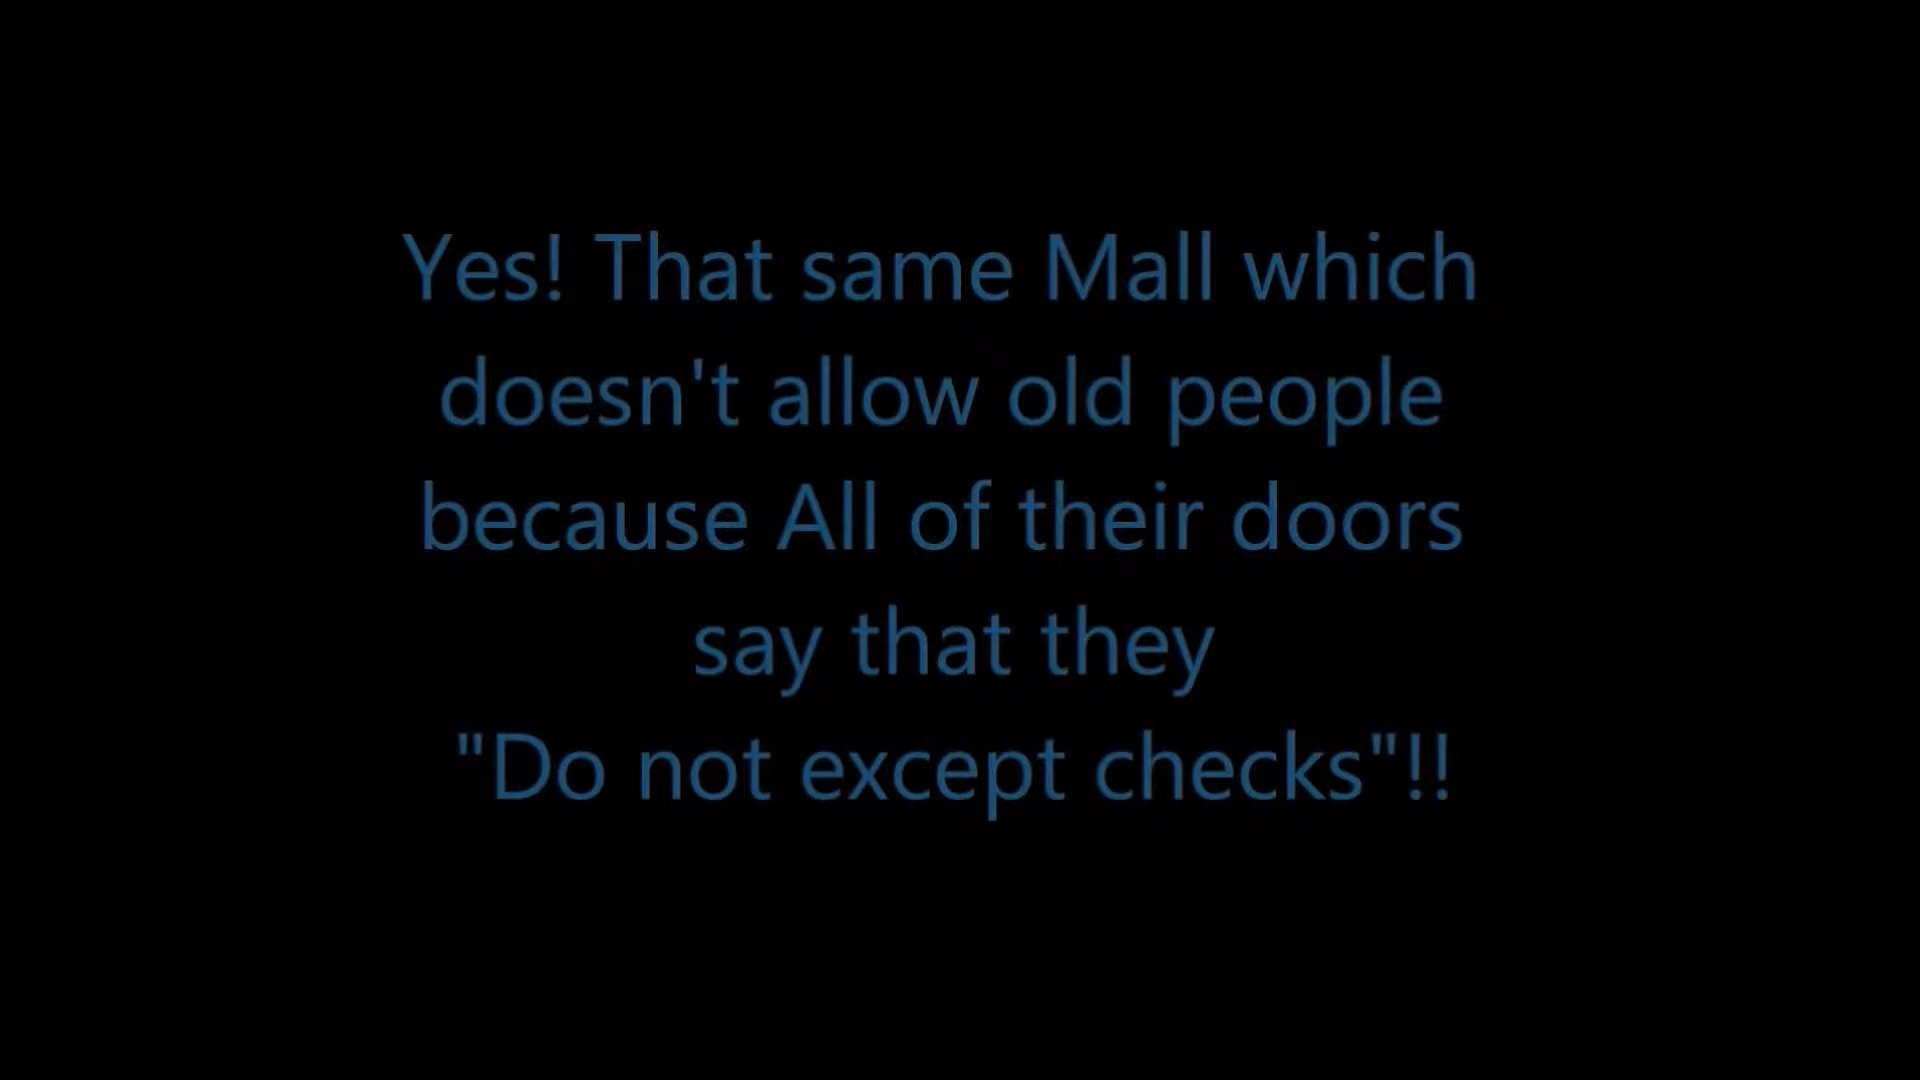 Yes! That same Mall which
doesn't allow old people
because All of their doors
say that they
"Do not except checks"!!